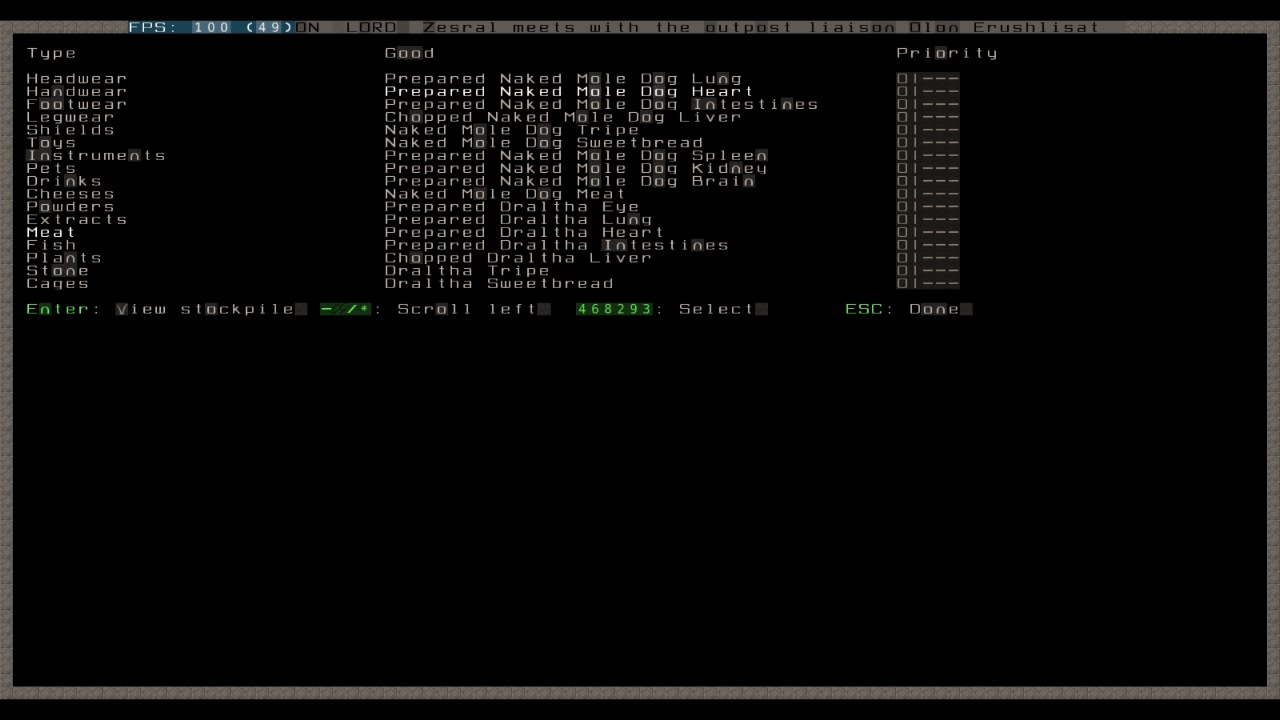 FPS: 100 (49)ON LORD Zesral meets with the outpost liaison Olon Erushlisat
Type Good Priority
Headwear Prepared Naked Mole Dog Lung 0|---
Handwear Prepared Naked Mole Dog Heart 0|---
Footwear Prepared Naked Mole Dog Intestines 0|---
Legwear Chopped Naked Mole Dog Liver 0|---
Shields Naked Mole Dog Tripe 0|---
Toys Naked Mole Dog Sweetbread 0|---
Instruments Prepared Naked Mole Dog Spleen 0|---
Pets Prepared Naked Mole Dog Kidney 0|---
Drinks Prepared Naked Mole Dog Brain 0|---
Cheeses Naked Mole Dog Meat 0|---
Powders Prepared Draltha Eye 0|---
Extracts Prepared Draltha Lung 0|---
Meat Prepared Draltha Heart 0|---
Fish Prepared Draltha Intestines 0|---
Plants Chopped Draltha Liver 0|---
Stone Draltha Tripe 0|---
Cages Draltha Sweetbread 0|---
Enter: View stockpile -/*: Scroll left 468293: Select ESC: Done